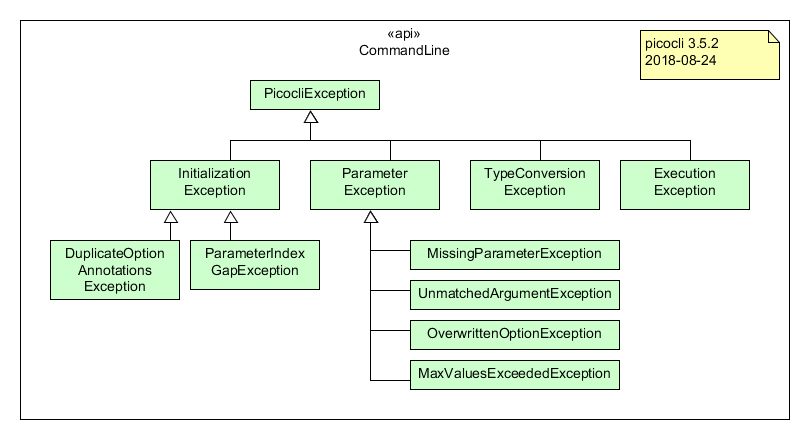 «api»
CommandLine
picocli 3.5.2
2018-08-24
PicocliException
Initialization
Exception
Parameter
Exception
TypeConversion
Exception
Execution
Exception
DuplicateOption
Annotations
Exception
ParameterIndex
GapException
MissingParameterException
UnmatchedArgumentException
OverwrittenOptionException
MaxValuesExceededException